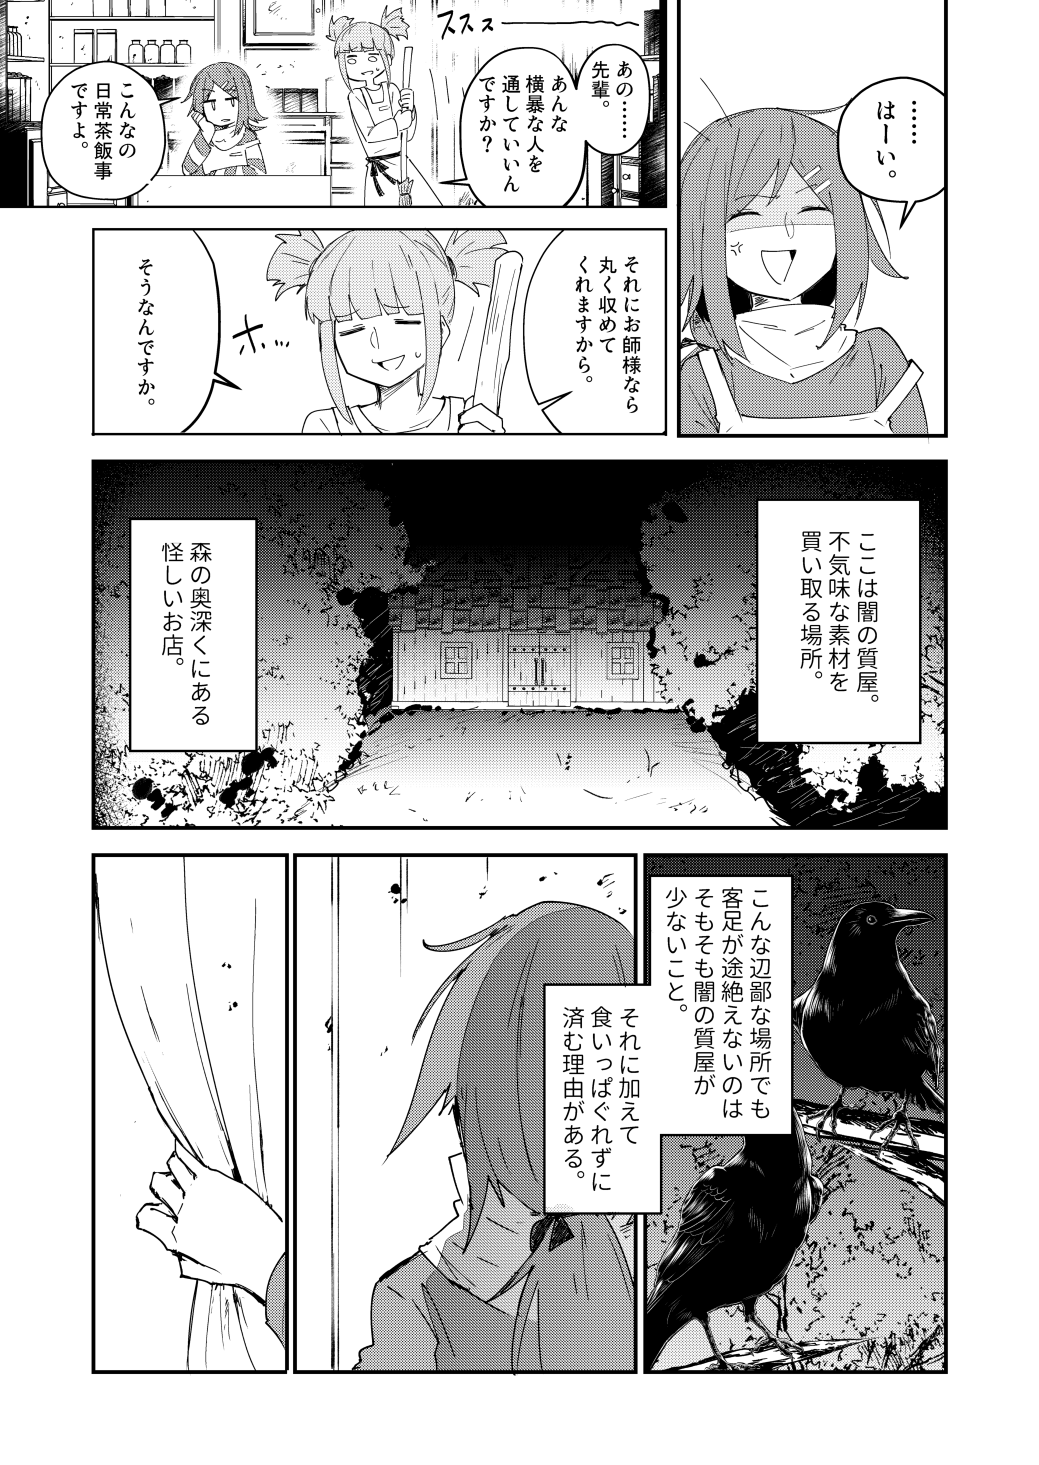 ……
はーい。
ススス
あの……
先輩。
あんな
横暴な人を
通していいん
ですか？
こんなの
日常茶飯事
ですよ。
それにお師様なら
丸く収めて
くれますから。
ホ…
そうなんですか。
ここは闇の質屋。
不気味な素材を
買い取る場所。
森の奥深くにある
怪しいお店。
こんな辺鄙な場所でも
客足が途絶えないのは
そもそも闇の質屋が
少ないこと。
それに加えて
食いっぱぐれずに
済む理由がある。